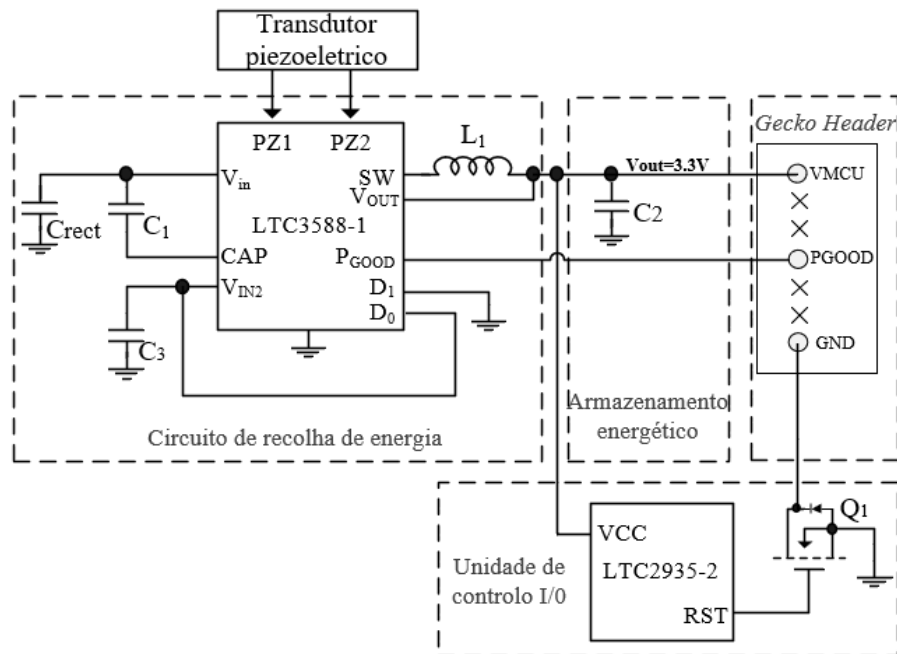 Transdutor
piezoeletrico
PZ1 PZ2
L1
Gecko Header
Vin
SW
Vout=3.3V
VMCU
VOUT
Crect
C1
LTC3588-1
C2
CAP
PGOOD
PGOOD
VIN2
D1
D0
C3
GND
Armazenamento
energético
Circuito de recolha de energia
Q1
VCC
Unidade de
controlo I/0
LTC2935-2
RST